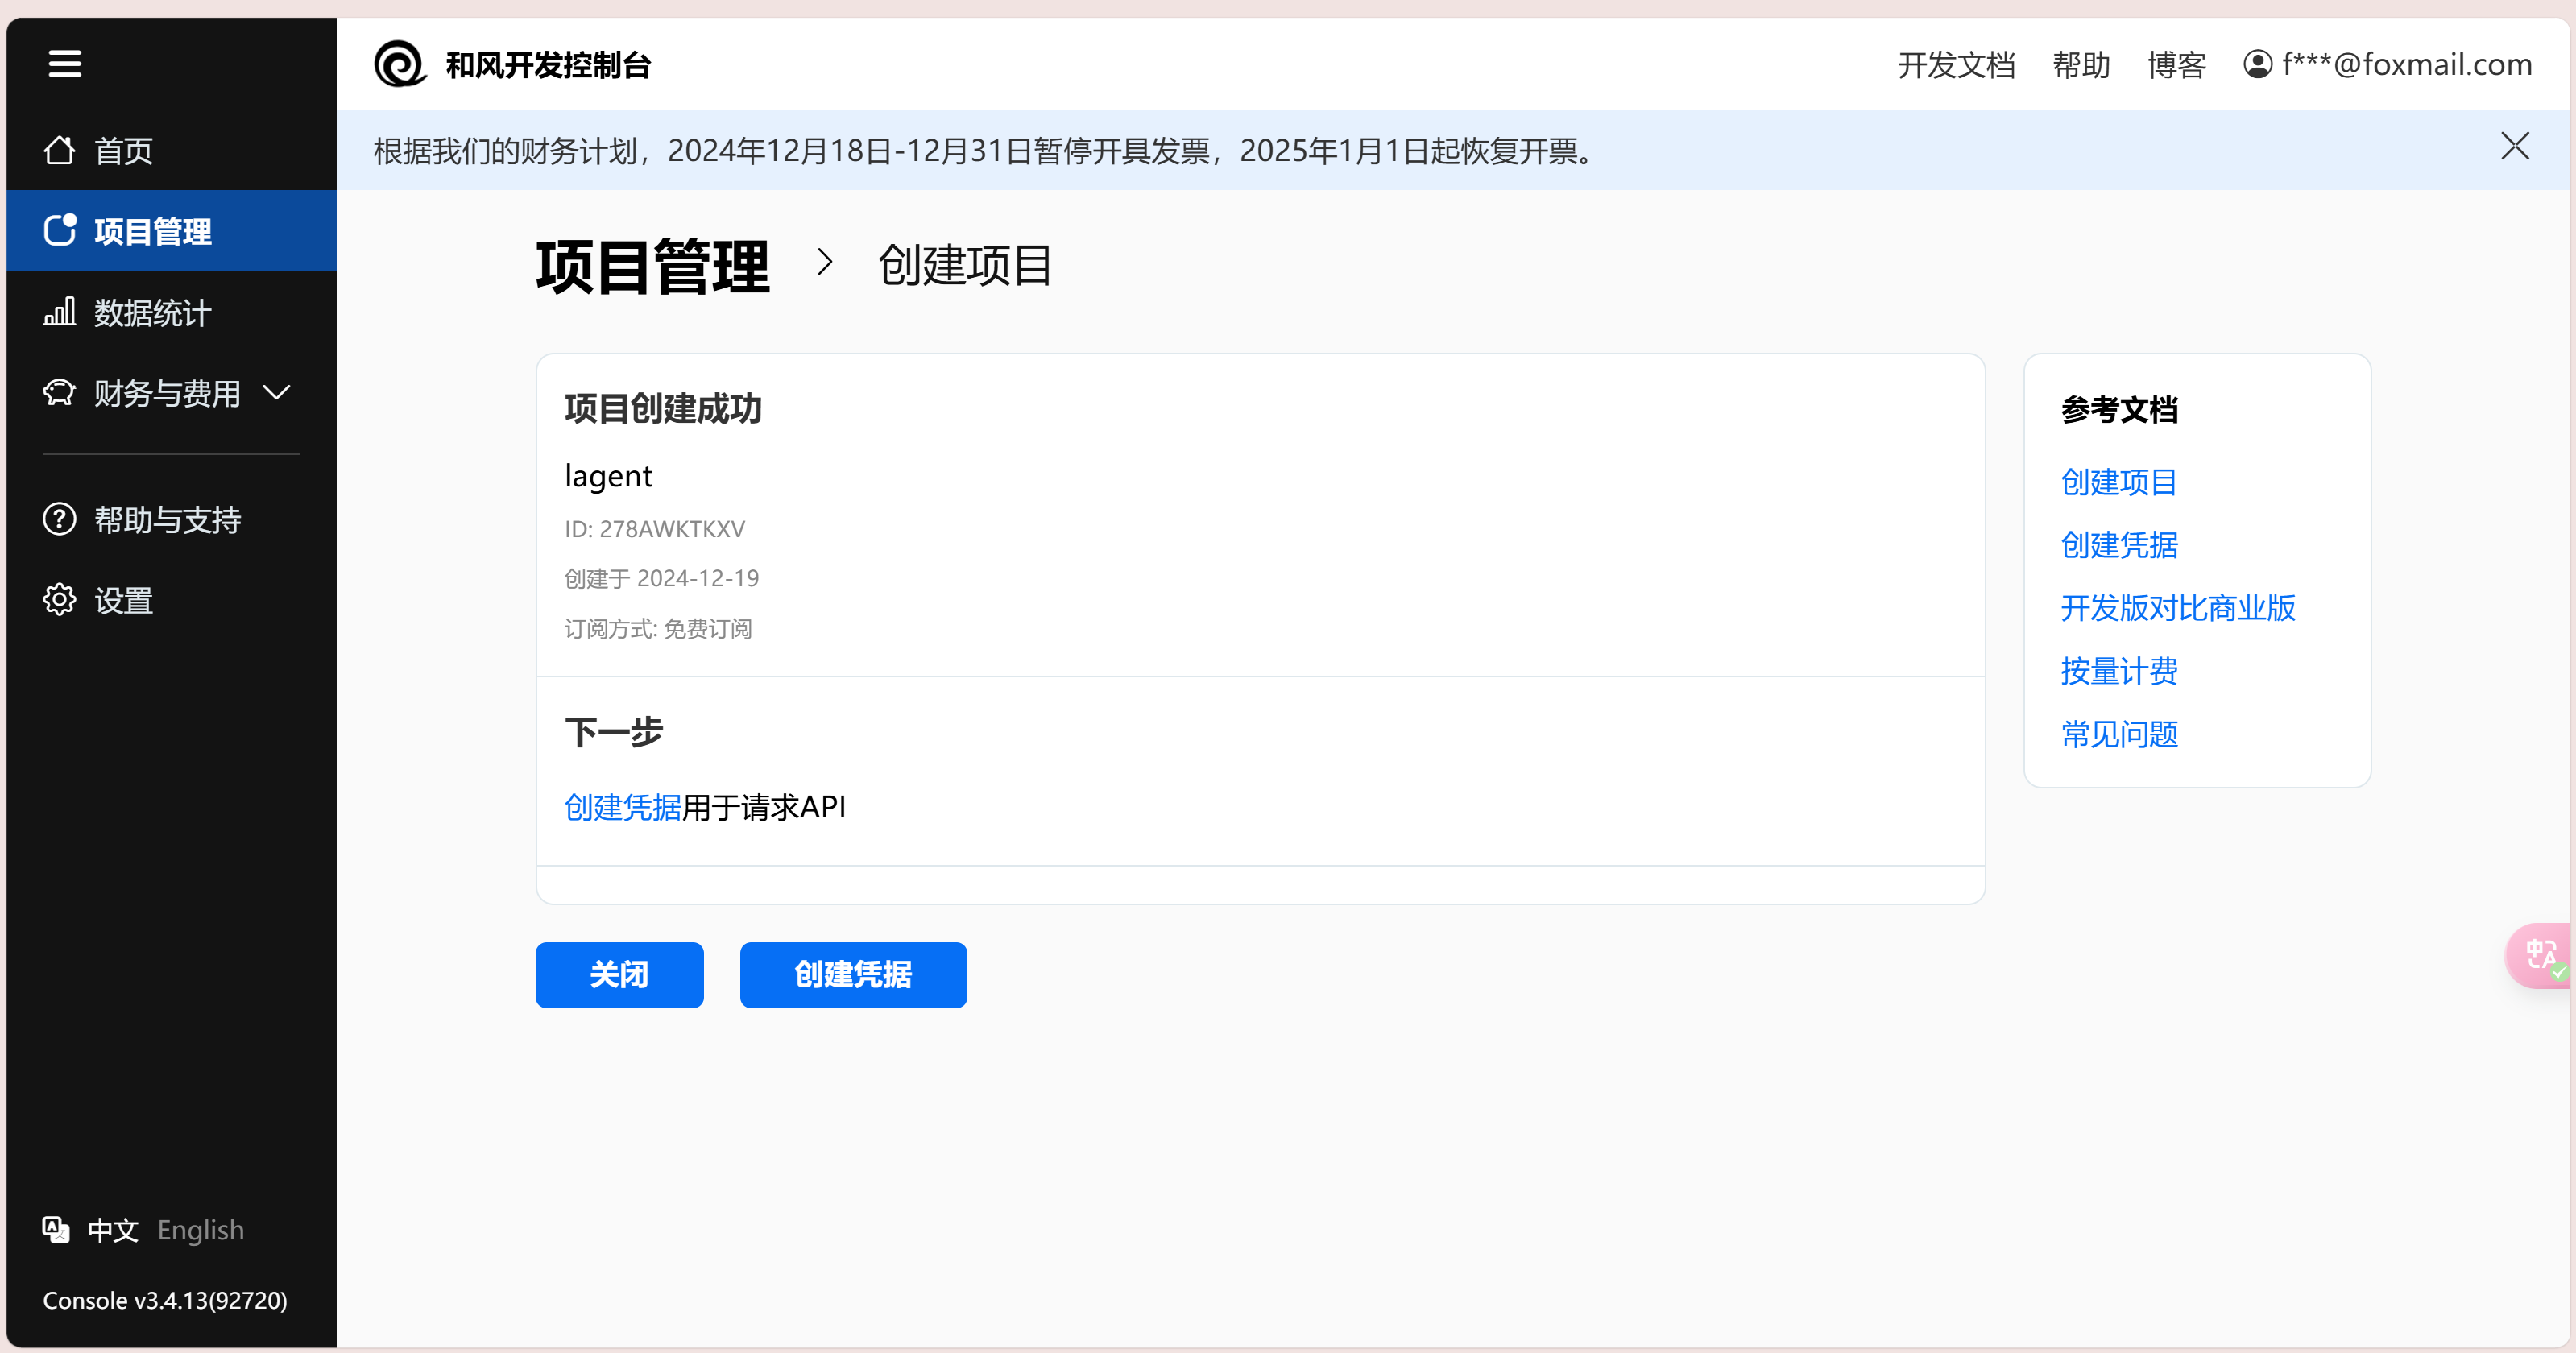 和风开发控制台
开发文档 帮助 博客 f***@foxmail.com
首页
项目管理
数据统计
财务与费用
帮助与支持
设置
中文 English
Console v3.4.13(92720)
根据我们的财务计划，2024年12月18日-12月31日暂停开具发票，2025年1月1日起恢复开票。
项目管理 > 创建项目
项目创建成功
lagent
ID: 278AWKTKXV
创建于 2024-12-19
订阅方式: 免费订阅
下一步
创建凭据用于请求API
关闭 创建凭据
参考文档
创建项目
创建凭据
开发版对比商业版
按量计费
常见问题